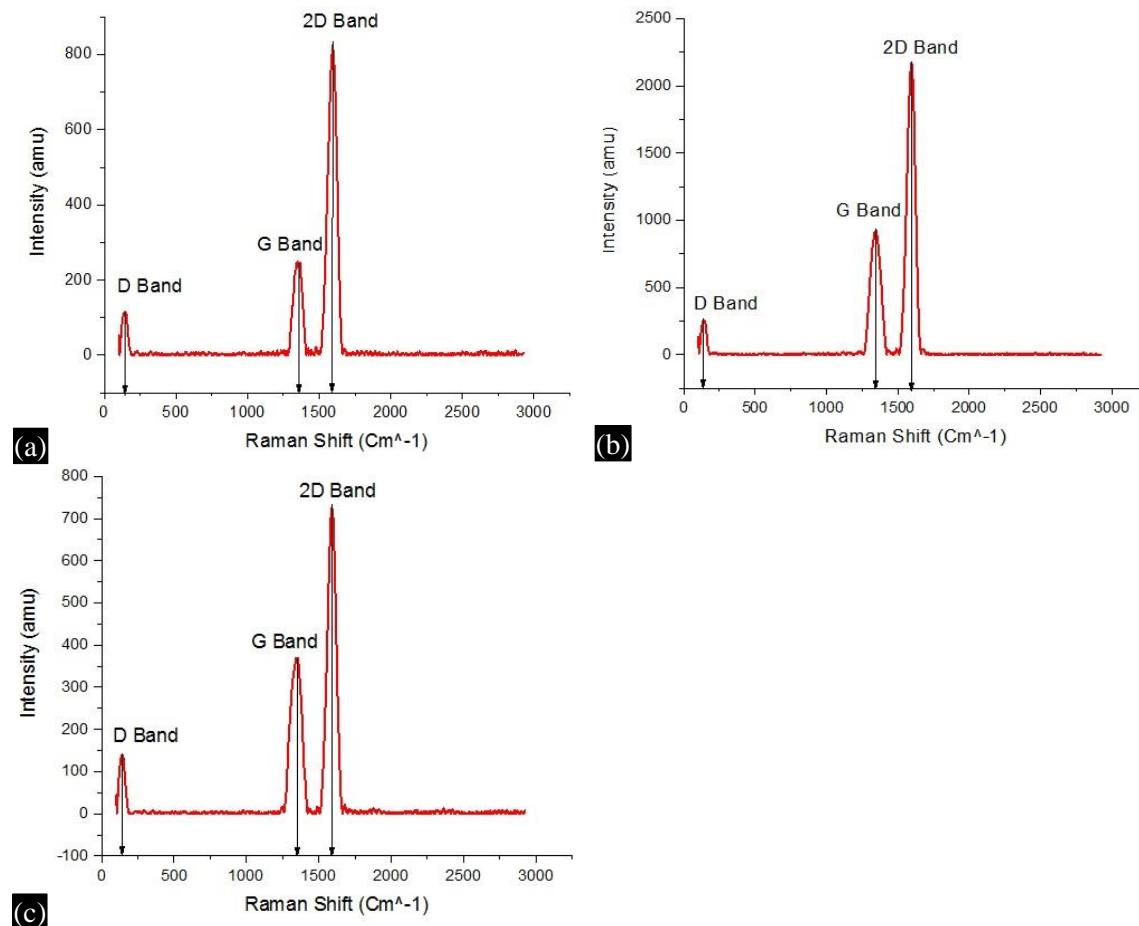 2D Band
800
600
G Band
400
D Band
200
0
0 500 1000 1500 2000 2500 3000
Intensity (amu)
Raman Shift (Cm^-1)
(a)
2500
2D Band
2000
1500
G Band
1000
500
D Band
0
0 500 1000 1500 2000 2500 3000
Intensity (amu)
Raman Shift (Cm^-1)
(b)
800
2D Band
700
600
500
G Band
400
300
D Band
200
100
0
-100
0 500 1000 1500 2000 2500 3000
Intensity (amu)
Raman Shift (Cm^-1)
(c)